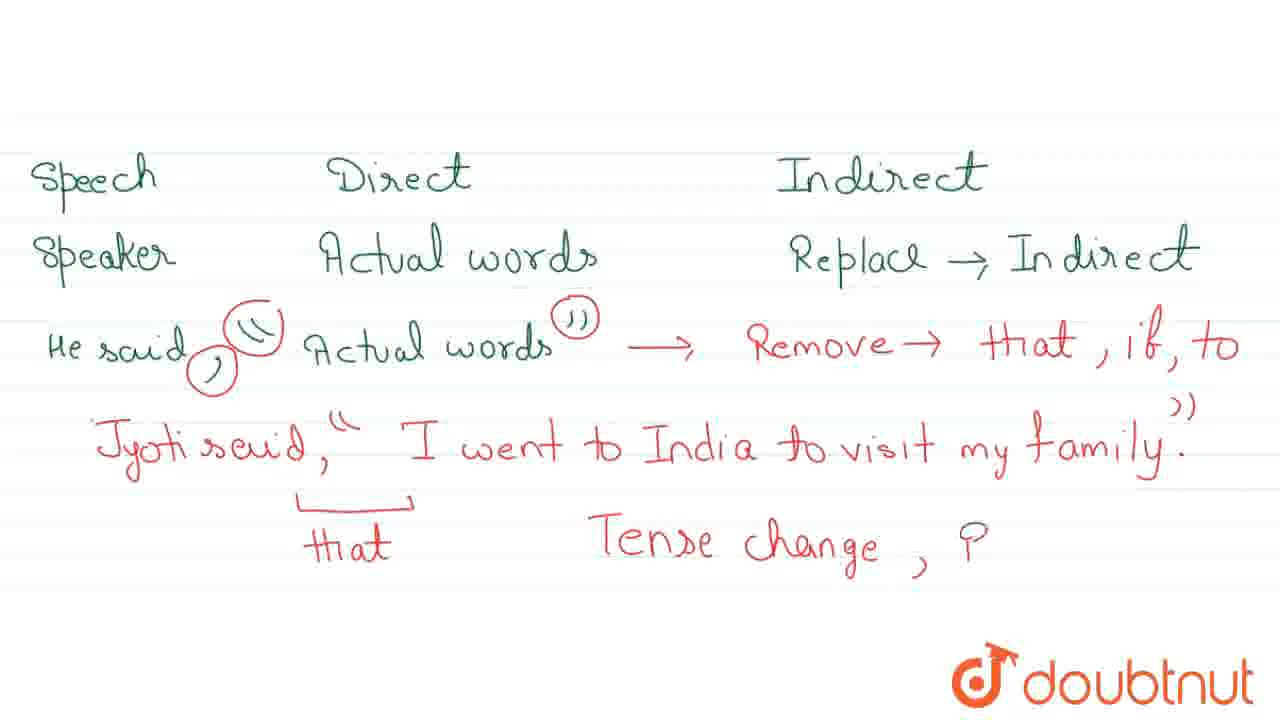 Speech Direct Indirect
Speaker Actual words Replace → Indirect
He said, " Actual words " → Remove → that, if, to
Jyoti said, " I went to India to visit my family."
that Tense change, P
doubtnut